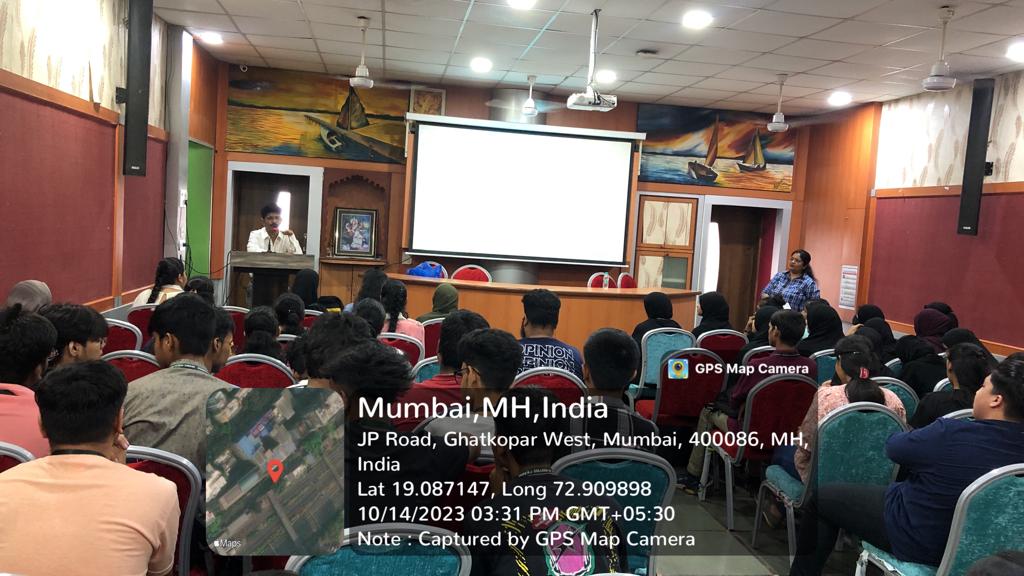 GPS Map Camera
Mumbai,MH,India
JP Road, Ghatkopar West, Mumbai, 400086, MH,
India
Lat 19.087147, Long 72.909898
10/14/2023 03:31 PM GMT+05:30
Note : Captured by GPS Map Camera
Maps
OPINION